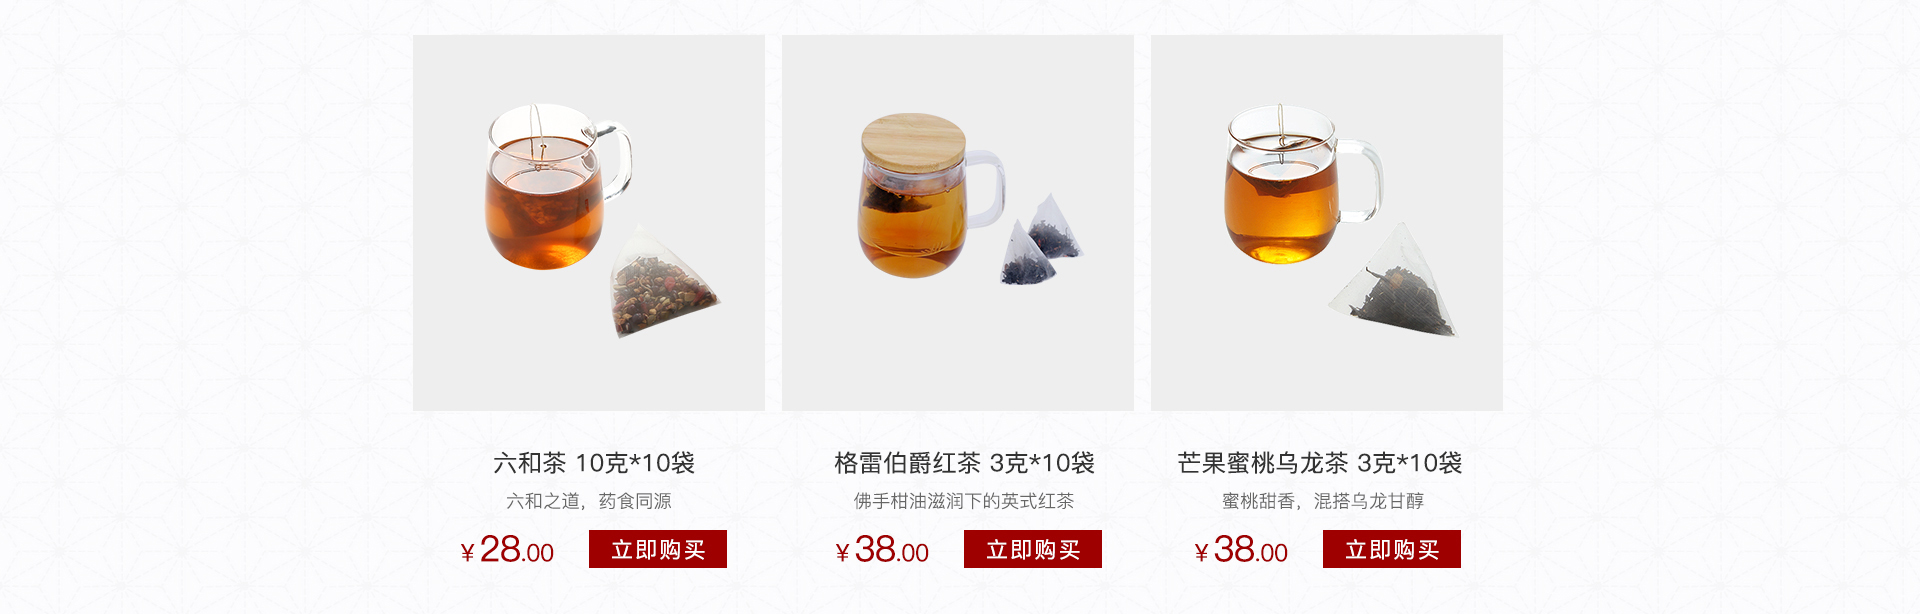 六和茶 10克*10袋
六和之道，药食同源
￥28.00
立即购买
格雷伯爵红茶 3克*10袋
佛手柑油滋润下的英式红茶
￥38.00
立即购买
芒果蜜桃乌龙茶 3克*10袋
蜜桃甜香，混搭乌龙甘醇
￥38.00
立即购买